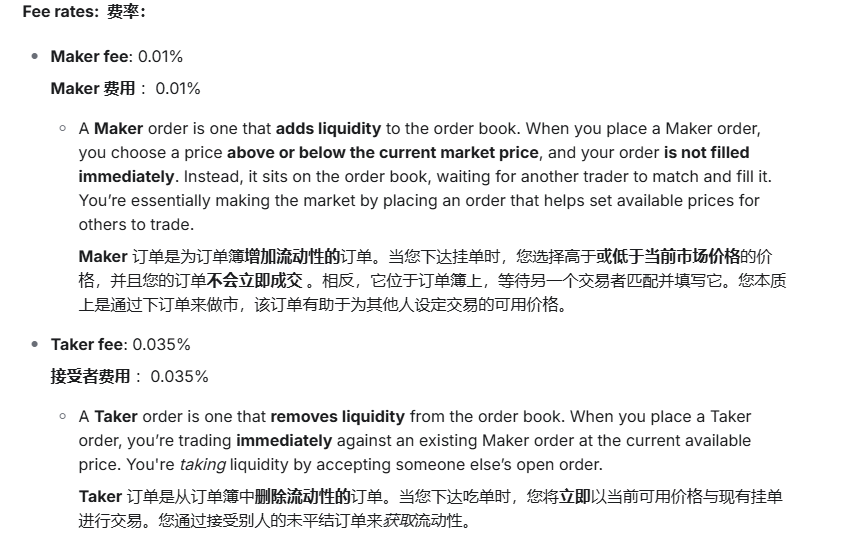 Fee rates: 费率：
Maker fee: 0.01%
Maker 费用： 0.01%
A Maker order is one that adds liquidity to the order book. When you place a Maker order,
you choose a price above or below the current market price, and your order is not filled
immediately. Instead, it sits on the order book, waiting for another trader to match and fill it.
You’re essentially making the market by placing an order that helps set available prices for
others to trade.
Maker 订单是为订单簿增加流动性的订单。当您下达挂单时，您选择高于或低于当前市场价格的价
格，并且您的订单不会立即成交 。相反，它位于订单簿上，等待另一个交易者匹配并填写它。您本质
上是通过下订单来做市，该订单有助于为其他人设定交易的可用价格。
Taker fee: 0.035%
接受者费用： 0.035%
A Taker order is one that removes liquidity from the order book. When you place a Taker
order, you’re trading immediately against an existing Maker order at the current available
price. You're taking liquidity by accepting someone else’s open order.
Taker 订单是从订单簿中删除流动性的订单。当您下达吃单时，您将立即以当前可用价格与现有挂单
进行交易。您通过接受别人的未平结订单来获取流动性。